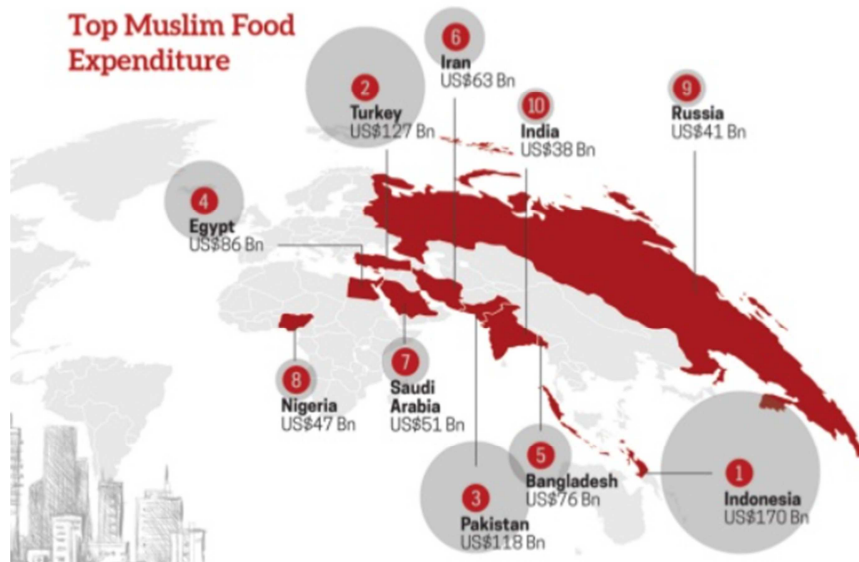 Top Muslim Food
Expenditure
6
Iran
US$63 Bn
2
Turkey
US$127 Bn
10
India
US$38 Bn
9
Russia
US$41 Bn
4
Egypt
US$86 Bn
8
Nigeria
US$47 Bn
7
Saudi
Arabia
US$51 Bn
3
Pakistan
US$118 Bn
5
Bangladesh
US$76 Bn
1
Indonesia
US$170 Bn